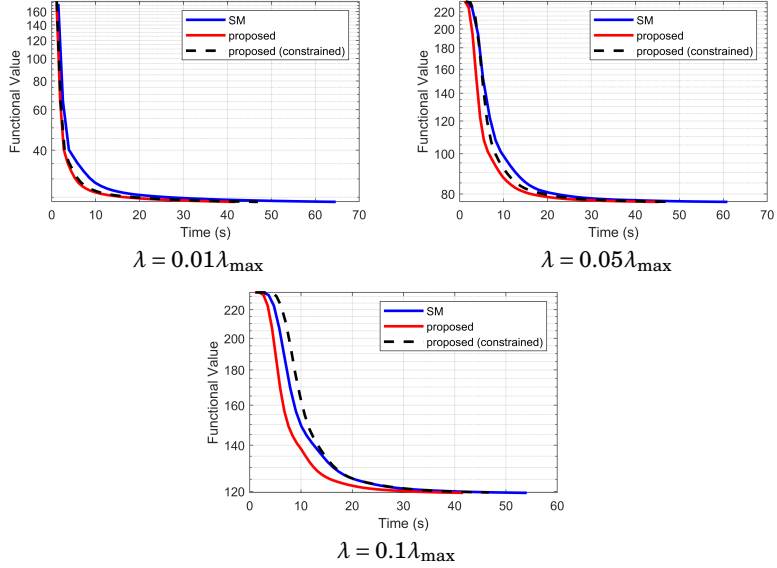 160
140
120
100
80
60
40
Functional Value
SM
proposed
proposed (constrained)
0 10 20 30 40 50 60 70
Time (s)
λ = 0.01λmax
220
200
180
160
140
120
100
80
Functional Value
SM
proposed
proposed (constrained)
0 10 20 30 40 50 60 70
Time (s)
λ = 0.05λmax
220
200
180
160
140
120
Functional Value
SM
proposed
proposed (constrained)
0 10 20 30 40 50 60
Time (s)
λ = 0.1λmax